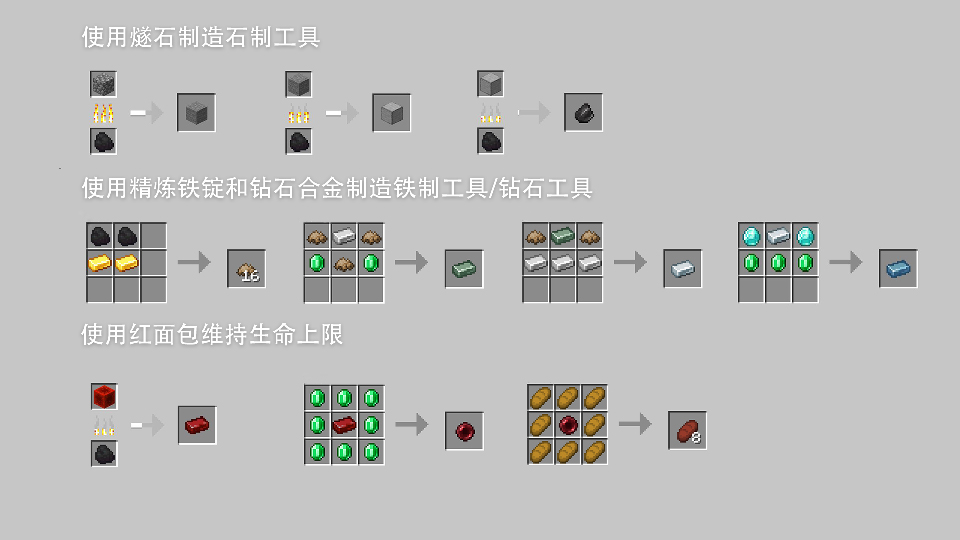 使用燧石制造石制工具
使用精炼铁锭和钻石合金制造铁制工具/钻石工具
16
使用红面包维持生命上限
8